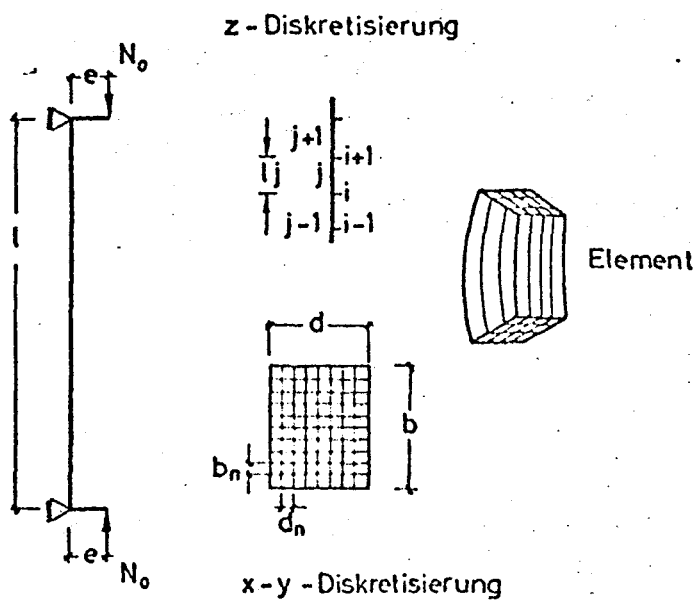 z - Diskretisierung
e
N₀
l
j+1
i+1
lj
j
i
j-1
i-1
Element
d
b
bₙ
dₙ
e
N₀
x - y - Diskretisierung